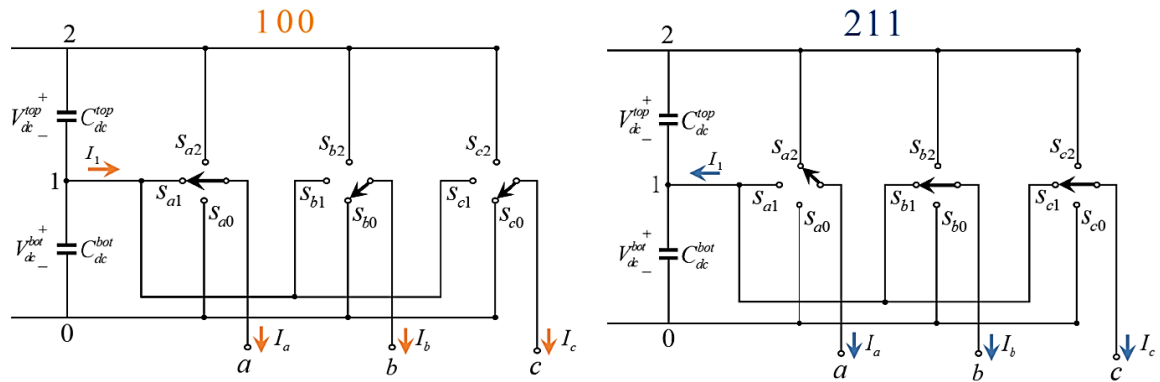 100
2
V_dc^top + − C_dc^top
S_a2 S_b2 S_c2
I_1
1
S_a1 S_b1 S_c1
S_a0 S_b0 S_c0
V_dc^bot + − C_dc^bot
0
I_a I_b I_c
a b c
211
2
V_dc^top + − C_dc^top
S_a2 S_b2 S_c2
I_1
1
S_a1 S_b1 S_c1
S_a0 S_b0 S_c0
V_dc^bot + − C_dc^bot
0
I_a I_b I_c
a b c